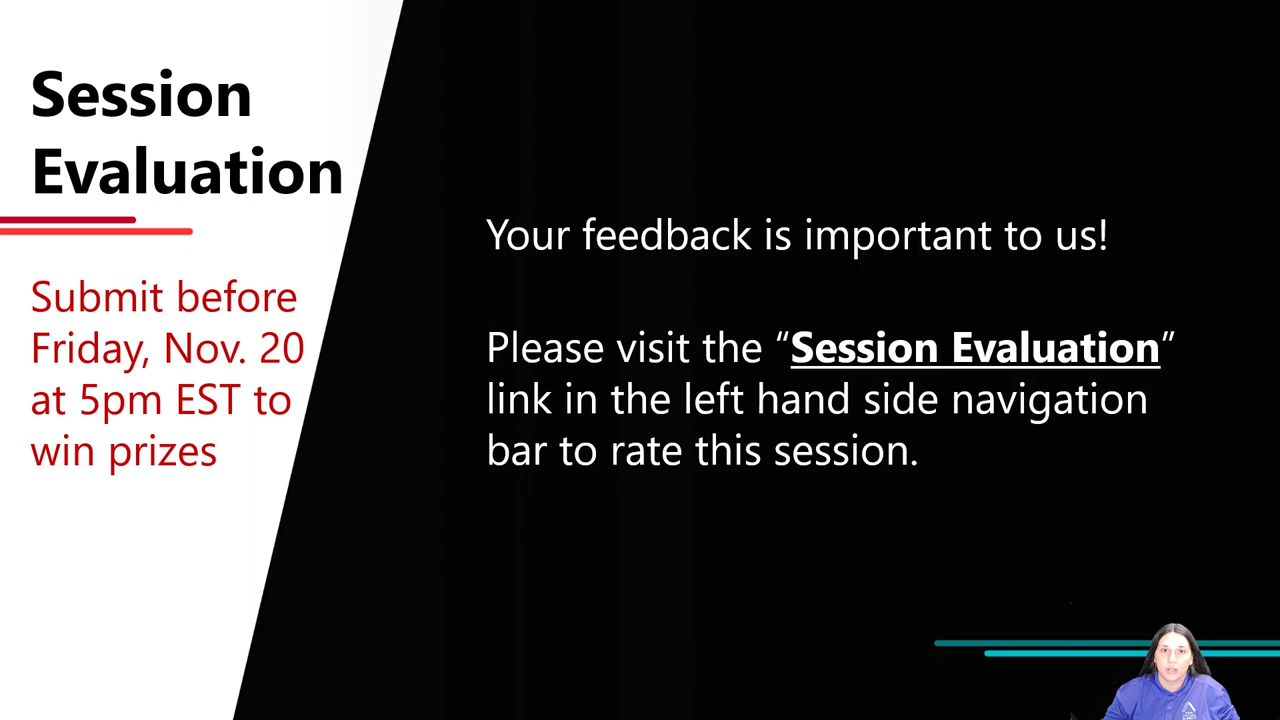 Session
Evaluation
Submit before
Friday, Nov. 20
at 5pm EST to
win prizes
Your feedback is important to us!
Please visit the “Session Evaluation”
link in the left hand side navigation
bar to rate this session.